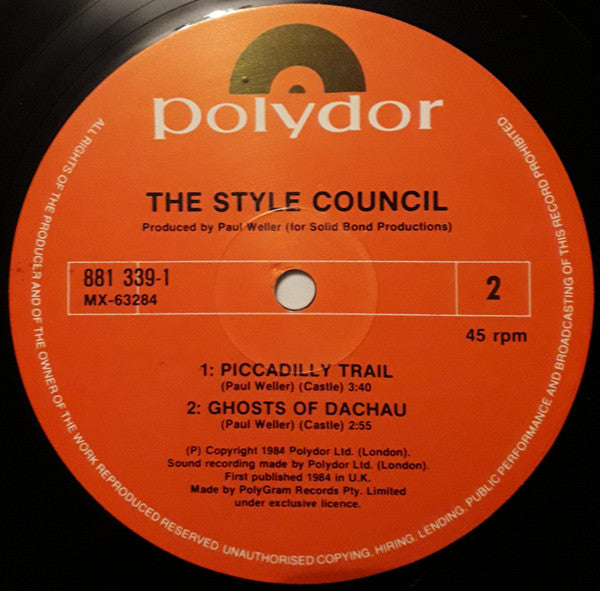 polydor
THE STYLE COUNCIL
Produced by Paul Weller (for Solid Bond Productions)
881 339-1
MX-63284
2
45 rpm
1: PICCADILLY TRAIL
(Paul Weller) (Castle) 3:40
2: GHOSTS OF DACHAU
(Paul Weller) (Castle) 2:55
(P) Copyright 1984 Polydor Ltd. (London).
Sound recording made by Polydor Ltd. (London).
First published 1984 in U.K.
Made by PolyGram Records Pty. Limited
under exclusive licence.
ALL RIGHTS OF THE PRODUCER AND OF THE OWNER OF THE WORK REPRODUCED RESERVED. UNAUTHORISED COPYING, HIRING, LENDING, PUBLIC PERFORMANCE AND BROADCASTING OF THIS RECORD PROHIBITED.